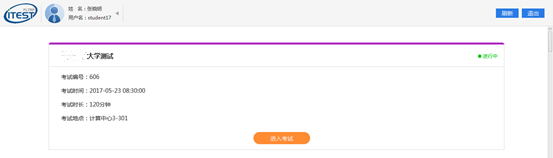 ITEST
姓 名：张晓晓
用户名：student17
刷新
退出
大学测试
进行中
考试编号：606
考试时间：2017-05-23 08:30:00
考试时长：120分钟
考试地点：计算中心3-301
进入考试